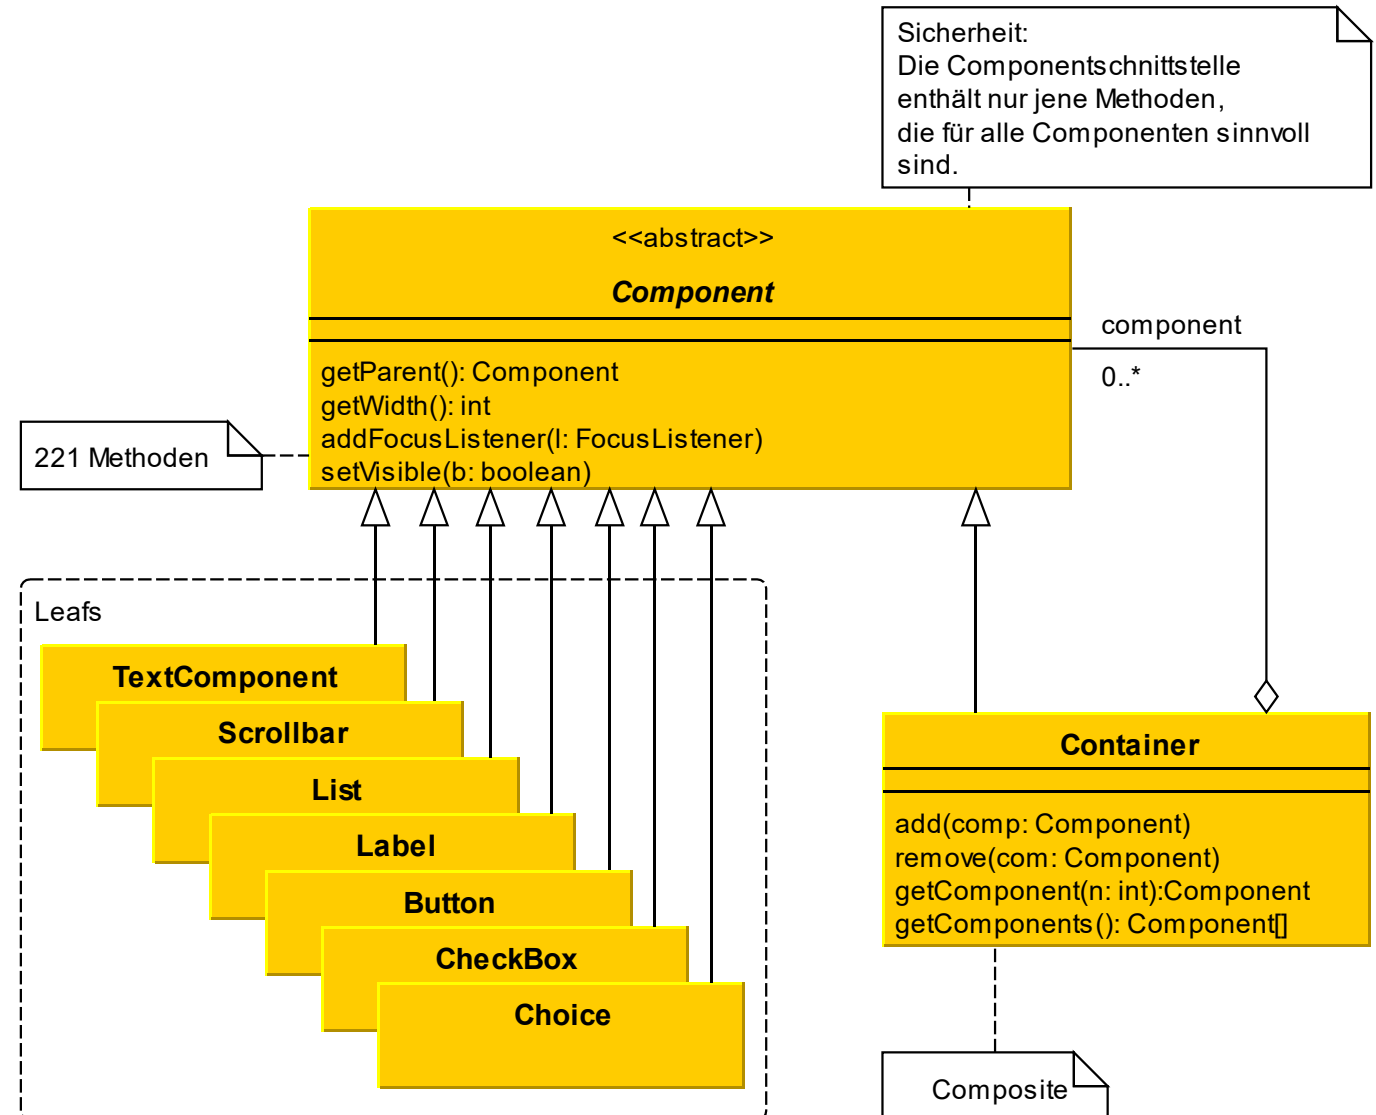 Sicherheit:
Die Componentschnittstelle
enthält nur jene Methoden,
die für alle Componenten sinnvoll
sind.
<<abstract>>
Component
component
0..*
getParent(): Component
getWidth(): int
addFocusListener(l: FocusListener)
setVisible(b: boolean)
221 Methoden
Leafs
TextComponent
Scrollbar
List
Label
Button
CheckBox
Choice
Container
add(comp: Component)
remove(com: Component)
getComponent(n: int):Component
getComponents(): Component[]
Composite